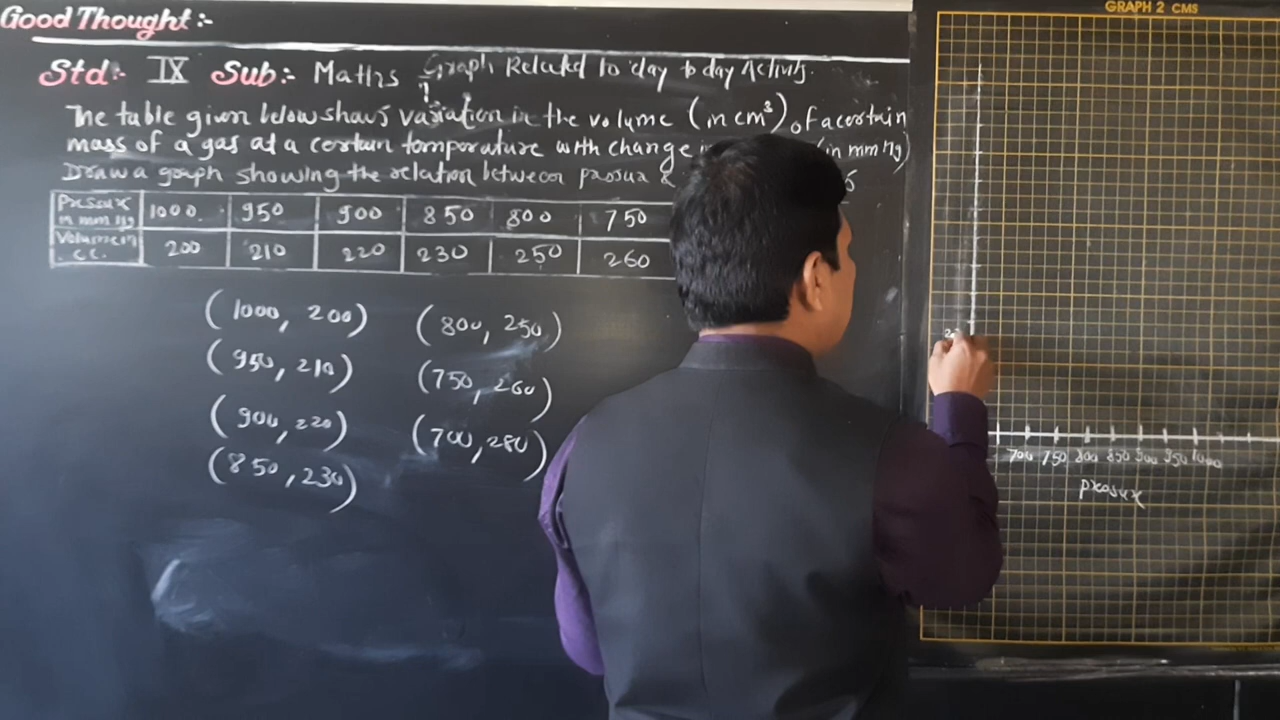 Good Thought:-
GRAPH 2 CMS
Std:- IX Sub:- Maths Graph Related to day to day Activity.
The table given below shows variation in the volume (in cm³) of a certain
mass of a gas at a certain temperature with change in (in mm Hg)
Draw a graph showing the relation between
in mm Hg 1000 950 900 850 800 750
Volume in c.c. 200 210 220 230 250 260
(1000, 200) (800, 250)
(950, 210) (750, 260)
(900, 220) (700, 280)
(850, 230)
700 750 800 850 900 950 1000